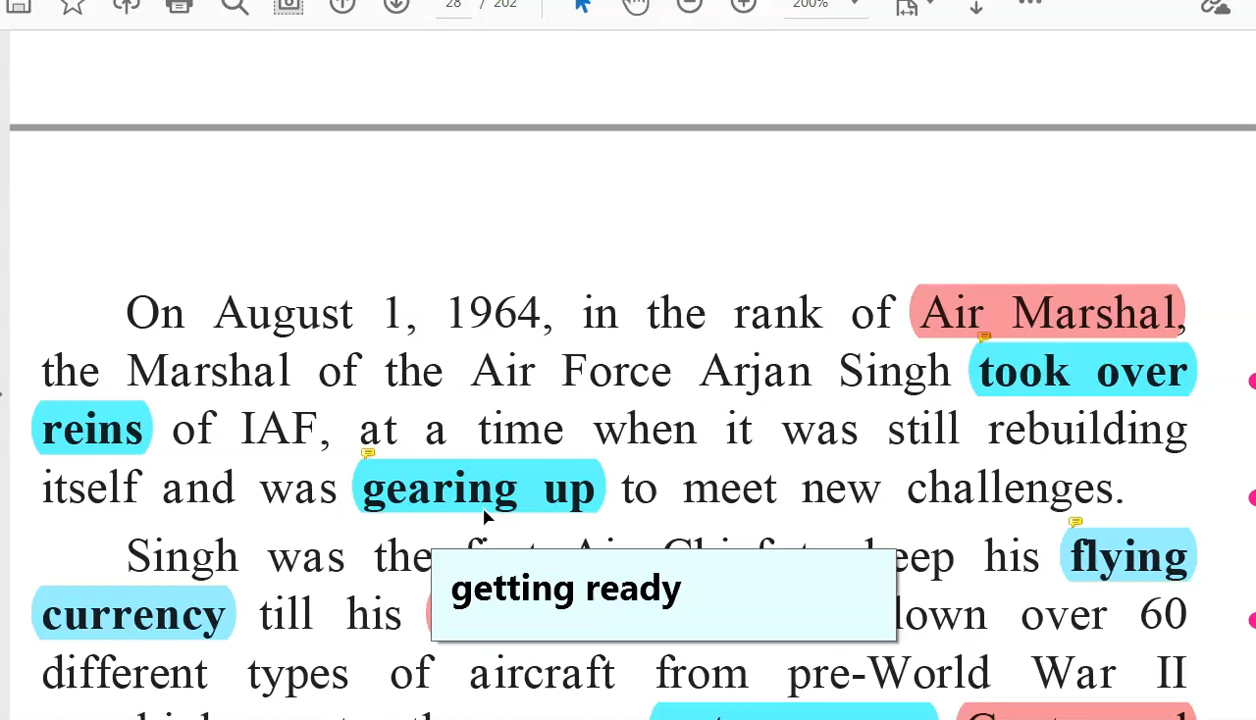 28 / 202
200%
On August 1, 1964, in the rank of Air Marshal,
the Marshal of the Air Force Arjan Singh took over
reins of IAF, at a time when it was still rebuilding
itself and was gearing up to meet new challenges.
Singh was the his flying
getting ready
currency till his over 60
different types of aircraft from pre-World War II